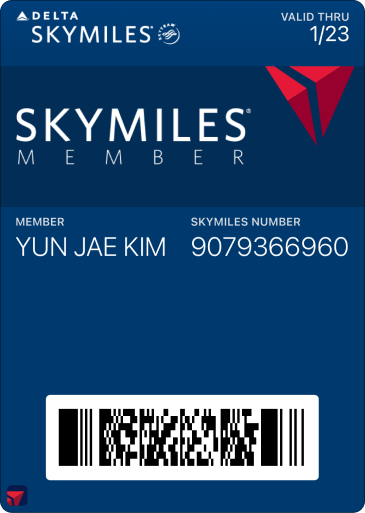 DELTA
SKYMILES
VALID THRU
1/23
SKYMILES®
MEMBER
MEMBER
YUN JAE KIM
SKYMILES NUMBER
9079366960